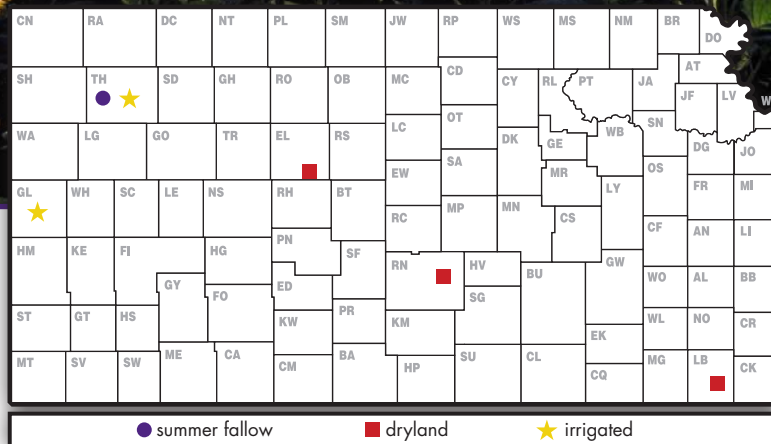 CN RA DC NT PL SM JW RP WS MS NM BR DO
SH TH SD GH RO OB MC CD CY RL PT JA AT JF LV W
WA LG GO TR EL RS LC OT DK GE WB SN DG JO
GL WH SC LE NS RH BT EW SA MR LY OS FR MI
RC MP MN CS
HM KE FI HG PN SF RN HV BU GW CF AN LI
GY FO ED SG WO AL BB
ST GT HS KW PR KM EK WL NO CR
MT SV SW ME CA CM BA HP SU CL CQ MG LB CK
summer fallow dryland irrigated